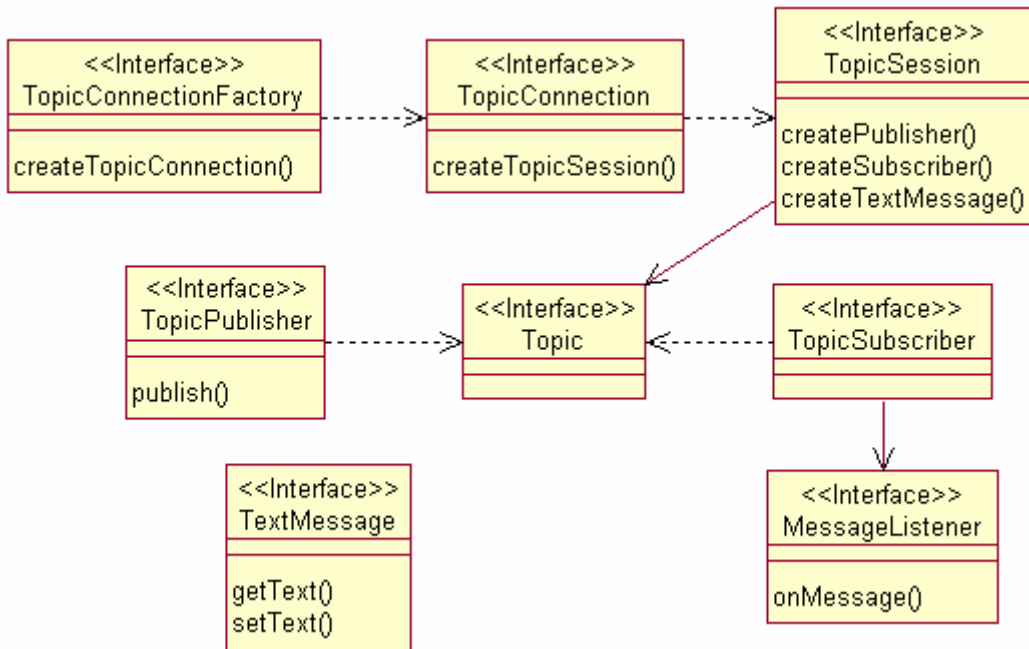 <<Interface>>
TopicConnectionFactory
createTopicConnection()
<<Interface>>
TopicConnection
createTopicSession()
<<Interface>>
TopicSession
createPublisher()
createSubscriber()
createTextMessage()
<<Interface>>
TopicPublisher
publish()
<<Interface>>
Topic
<<Interface>>
TopicSubscriber
<<Interface>>
TextMessage
getText()
setText()
<<Interface>>
MessageListener
onMessage()